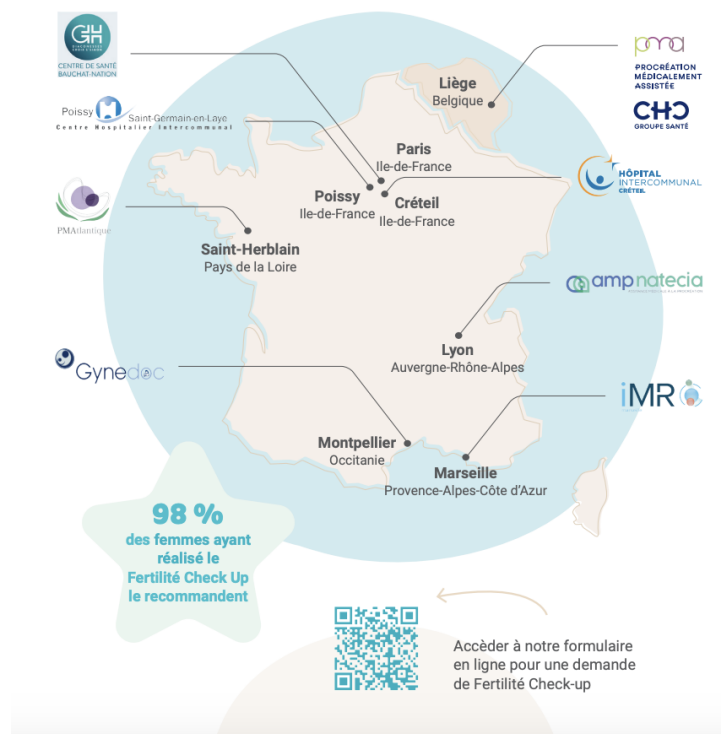 GH
CENTRE DE SANTÉ
BAUCHAT-NATION
Poissy
Saint-Germain-en-Laye
Centre Hospitalier Intercommunal
PMAtlantique
Gynedoc
pma
PROCRÉATION
MÉDICALEMENT
ASSISTÉE
CHC
GROUPE SANTÉ
HÔPITAL
INTERCOMMUNAL
CRÉTEIL
ampnatecia
iMR
Liège
Belgique
Paris
Ile-de-France
Poissy
Ile-de-France
Créteil
Ile-de-France
Saint-Herblain
Pays de la Loire
Lyon
Auvergne-Rhône-Alpes
Montpellier
Occitanie
Marseille
Provence-Alpes-Côte d'Azur
98 %
des femmes ayant
réalisé le
Fertilité Check Up
le recommandent
Accèder à notre formulaire
en ligne pour une demande
de Fertilité Check-up